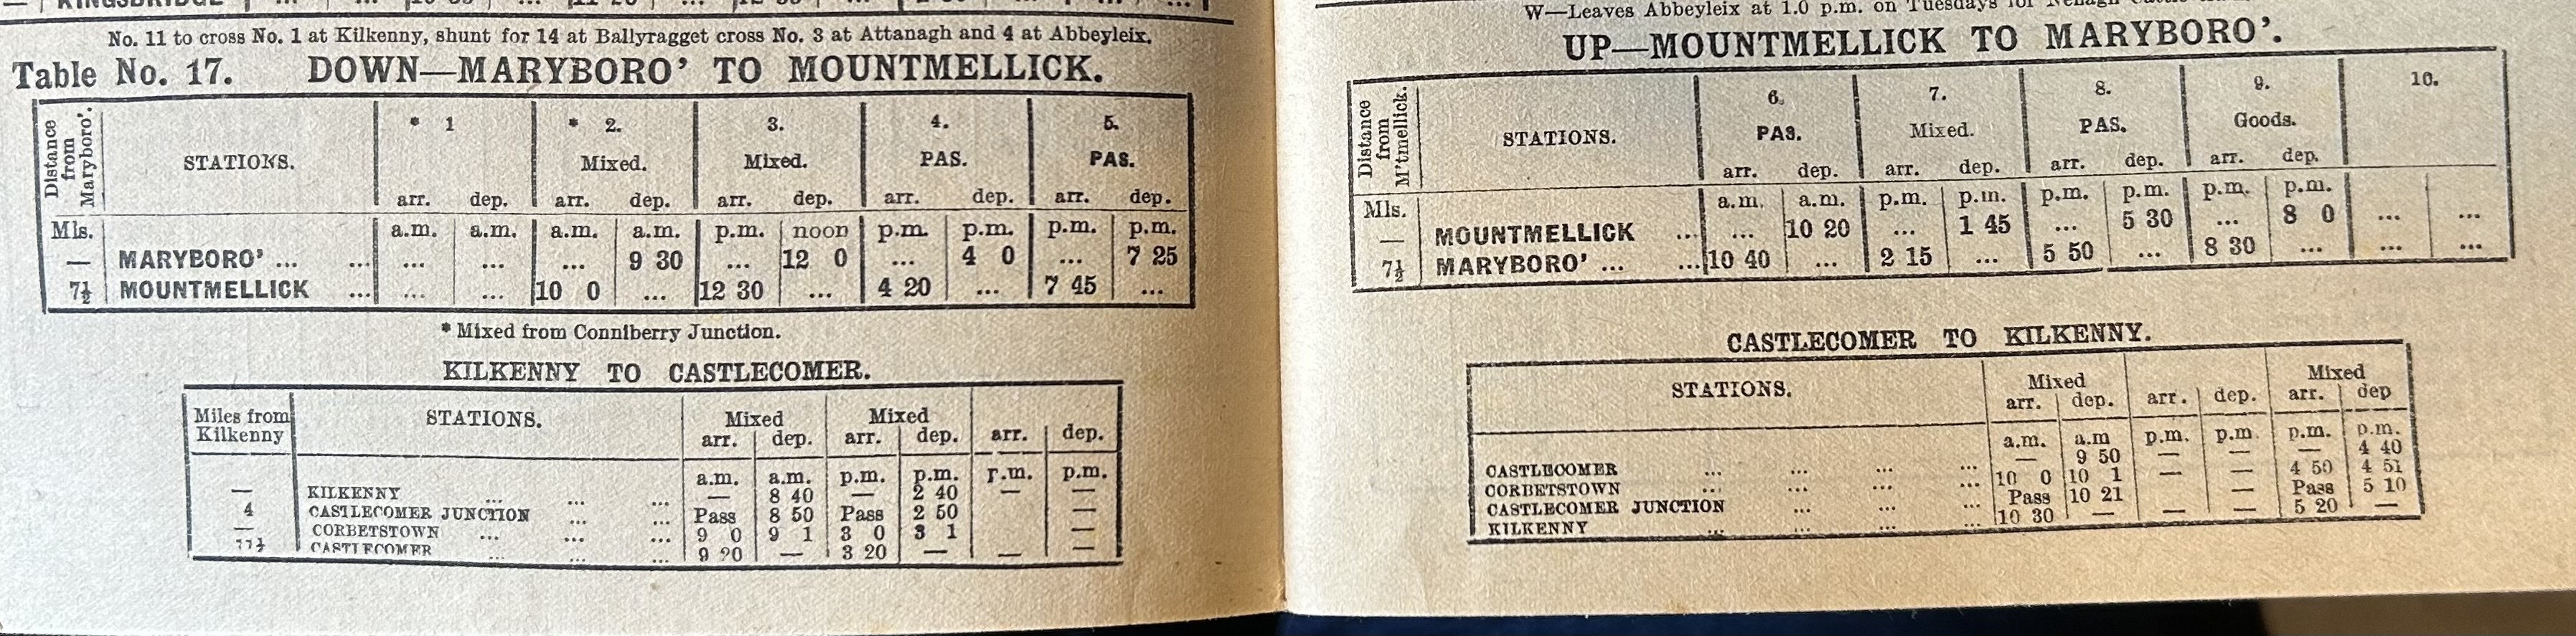 No. 11 to cross No. 1 at Kilkenny, shunt for 14 at Ballyragget cross No. 3 at Attanagh and 4 at Abbeyleix.
Table No. 17. DOWN—MARYBORO' TO MOUNTMELLICK.
Distance from Maryboro'. STATIONS. * 1 * 2. 3. 4. 5.
Mixed. Mixed. PAS. PAS.
arr. dep. arr. dep. arr. dep. arr. dep. arr. dep.
Mls. a.m. a.m. a.m. a.m. p.m. noon p.m. p.m. p.m. p.m.
— MARYBORO' ... ... ... ... ... 9 30 ... 12 0 ... 4 0 ... 7 25
7½ MOUNTMELLICK ... ... ... 10 0 ... 12 30 ... 4 20 ... 7 45 ...
* Mixed from Conniberry Junction.
KILKENNY TO CASTLECOMER.
Miles from Kilkenny STATIONS. Mixed Mixed
arr. dep. arr. dep. arr. dep.
a.m. a.m. p.m. p.m. p.m. p.m.
— KILKENNY ... ... ... — 8 40 — 2 40 — —
4 CASTLECOMER JUNCTION ... ... Pass 8 50 Pass 2 50 —
— CORBETSTOWN ... ... ... 9 0 9 1 3 0 3 1 —
CASTLECOMER ... ... ... 9 20 — 3 20 — — —
W—Leaves Abbeyleix at 1.0 p.m. on Tuesdays for Nenagh
UP—MOUNTMELLICK TO MARYBORO'.
Distance from M'tmellick. STATIONS. 6. 7. 8. 9. 10.
PAS. Mixed. PAS. Goods.
arr. dep. arr. dep. arr. dep. arr. dep.
Mls. a.m. a.m. p.m. p.m. p.m. p.m. p.m. p.m.
— MOUNTMELLICK ... ... 10 20 ... 1 45 ... 5 30 ... 8 0 ... ...
7½ MARYBORO' ... ... 10 40 ... 2 15 ... 5 50 ... 8 30 ... ... ...
CASTLECOMER TO KILKENNY.
STATIONS. Mixed Mixed
arr. dep. arr. dep. arr. dep
a.m. a.m p.m. p.m. p.m. p.m.
CASTLECOMER ... ... ... ... — 9 50 — — — 4 40
CORBETSTOWN ... ... ... ... 10 0 10 1 — — 4 50 4 51
CASTLECOMER JUNCTION ... ... ... Pass 10 21 — Pass 5 10
KILKENNY ... ... ... ... 10 30 — — — 5 20 —